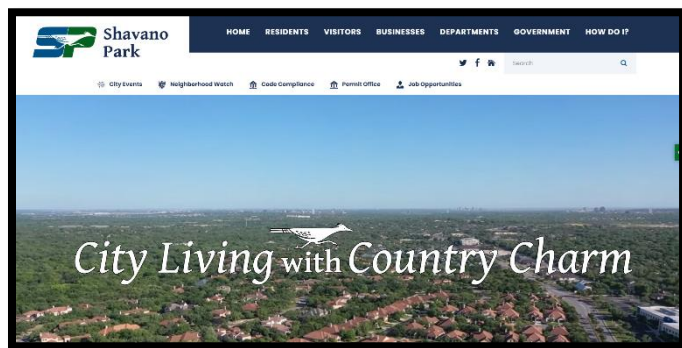 SP
Shavano
Park
HOME RESIDENTS VISITORS BUSINESSES DEPARTMENTS GOVERNMENT HOW DO I?
Search
City Events Neighborhood Watch Code Compliance Permit Office Job Opportunities
City Living with Country Charm